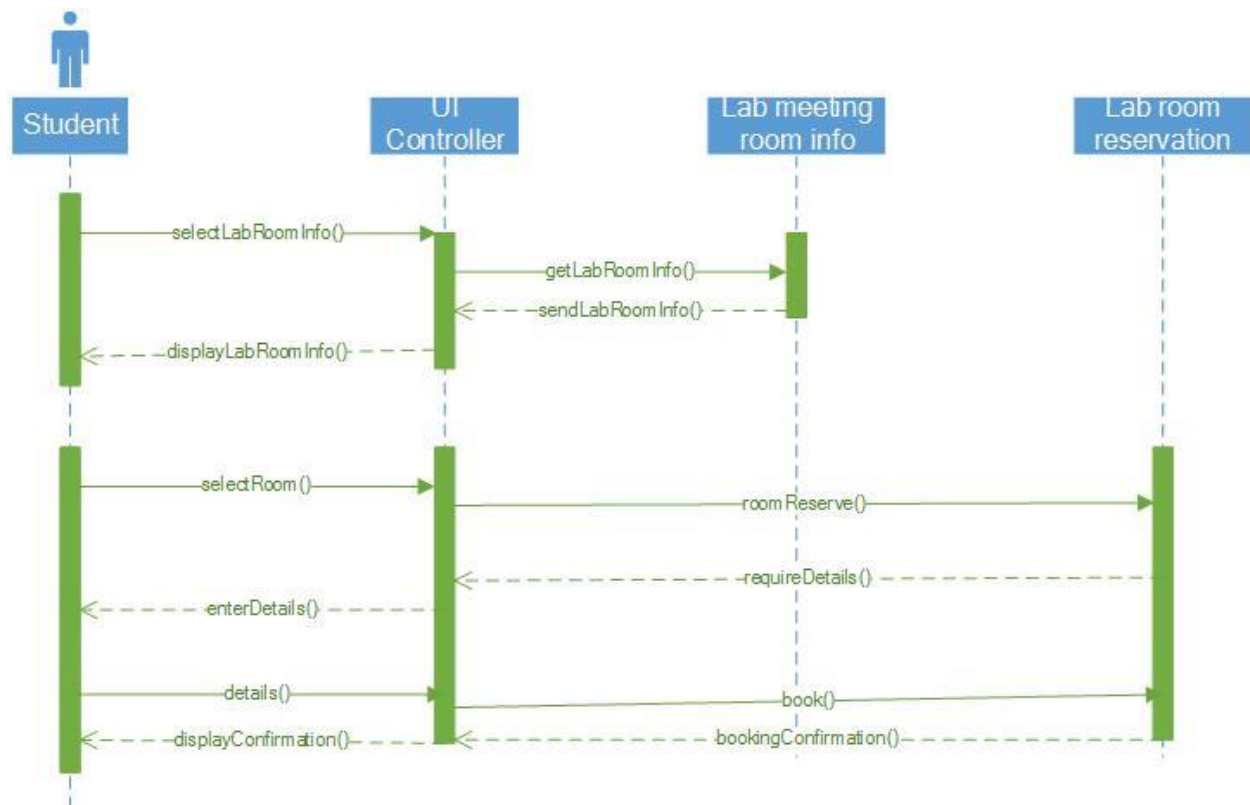 Student
UI
Controller
Lab meeting
room info
Lab room
reservation
selectLabRoomInfo()
getLabRoomInfo()
sendLabRoomInfo()
displayLabRoomInfo()
selectRoom()
roomReserve()
requireDetails()
enterDetails()
details()
book()
displayConfirmation()
bookingConfirmation()